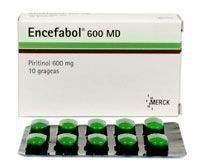 Encefabol® 600 MD
Piritinol 600 mg
10 grageas
MERCK